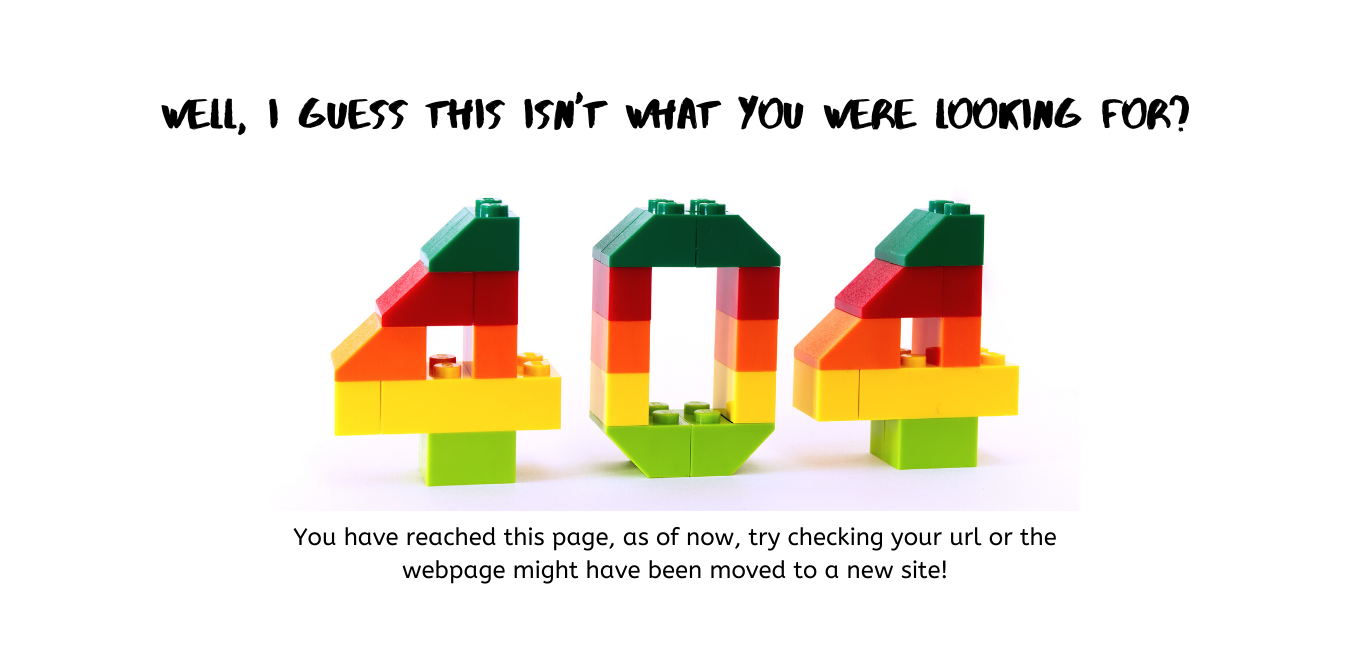 WELL, I GUESS THIS ISN'T WHAT YOU WERE LOOKING FOR?
404
You have reached this page, as of now, try checking your url or the
webpage might have been moved to a new site!